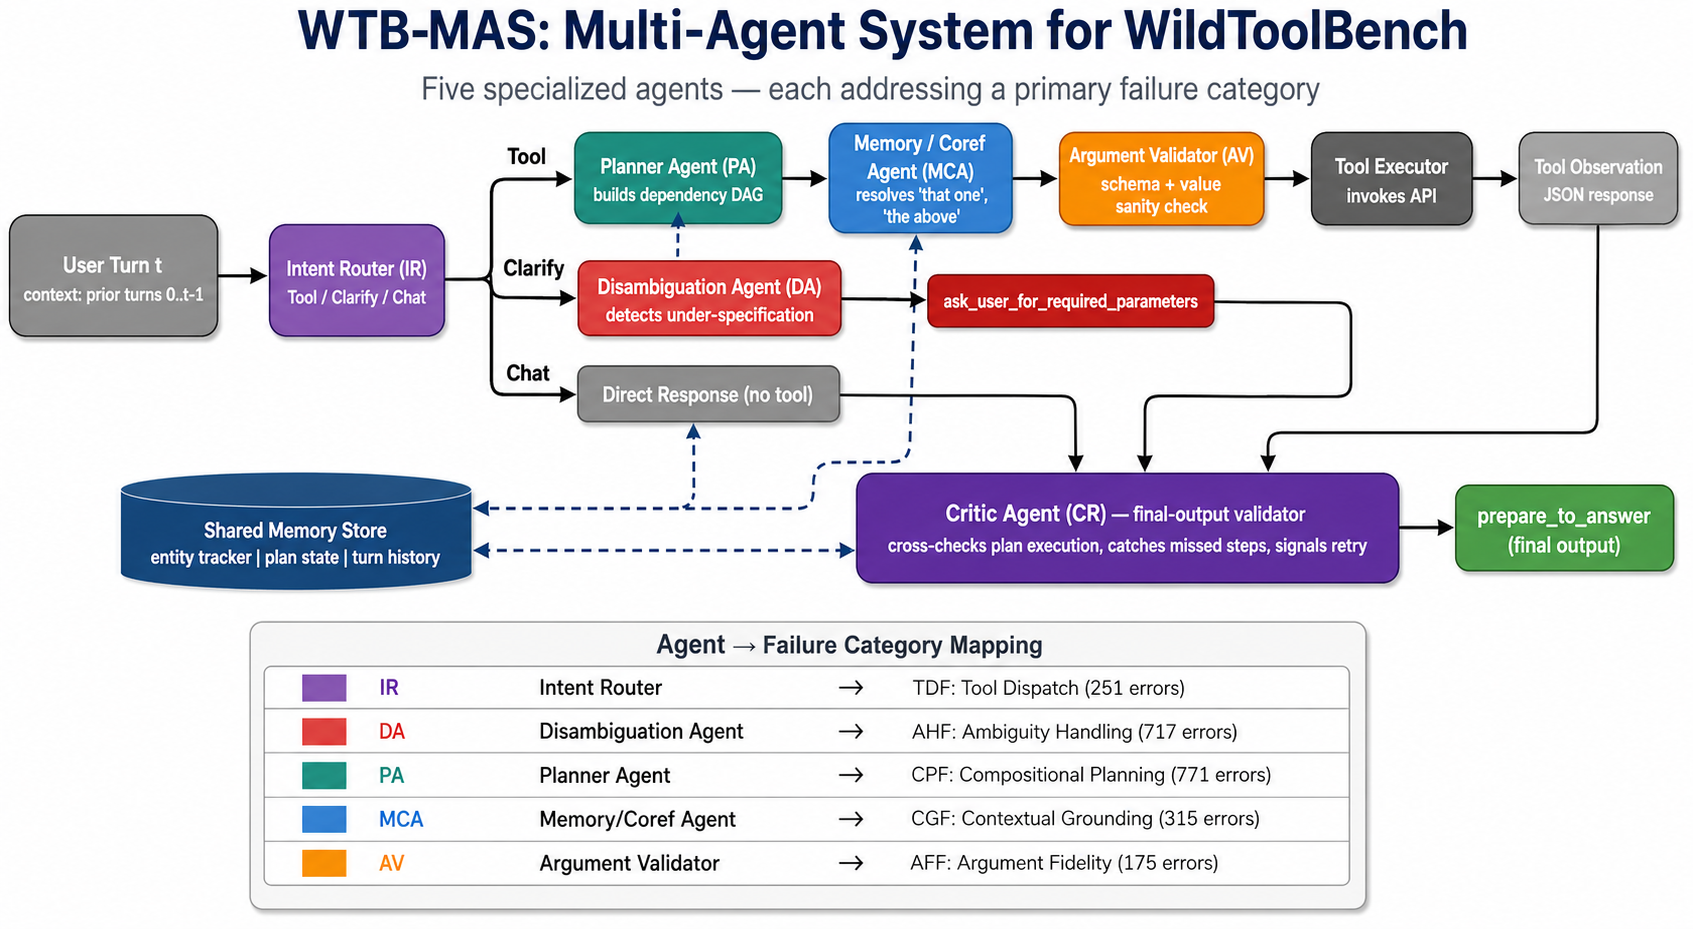 WTB-MAS: Multi-Agent System for WildToolBench
Five specialized agents — each addressing a primary failure category
User Turn t
context: prior turns 0..t-1
Intent Router (IR)
Tool / Clarify / Chat
Tool
Planner Agent (PA)
builds dependency DAG
Memory / Coref
Agent (MCA)
resolves 'that one',
'the above'
Argument Validator (AV)
schema + value
sanity check
Tool Executor
invokes API
Tool Observation
JSON response
Clarify
Disambiguation Agent (DA)
detects under-specification
ask_user_for_required_parameters
Chat
Direct Response (no tool)
Shared Memory Store
entity tracker | plan state | turn history
Critic Agent (CR) — final-output validator
cross-checks plan execution, catches missed steps, signals retry
prepare_to_answer
(final output)
Agent → Failure Category Mapping
IR Intent Router → TDF: Tool Dispatch (251 errors)
DA Disambiguation Agent → AHF: Ambiguity Handling (717 errors)
PA Planner Agent → CPF: Compositional Planning (771 errors)
MCA Memory/Coref Agent → CGF: Contextual Grounding (315 errors)
AV Argument Validator → AFF: Argument Fidelity (175 errors)